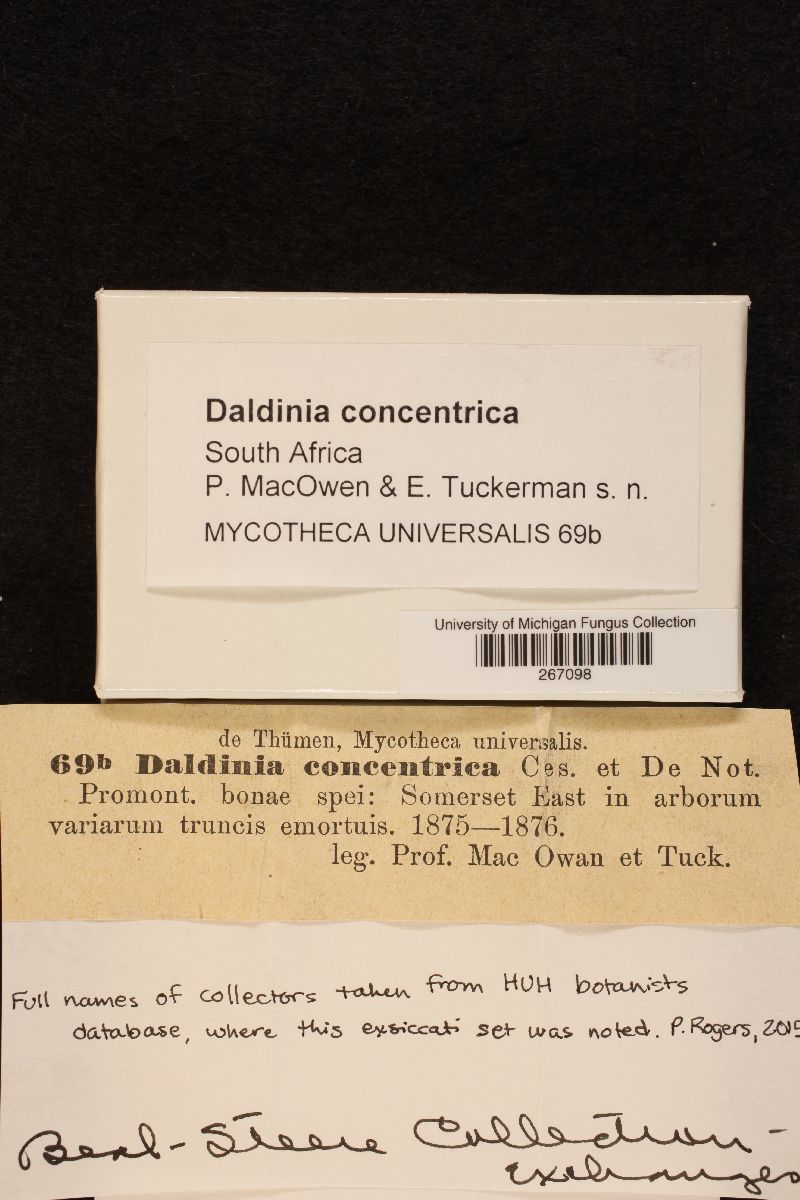 Daldinia concentrica
South Africa
P. MacOwen & E. Tuckerman s. n.
MYCOTHECA UNIVERSALIS 69b
University of Michigan Fungus Collection
267098
de Thümen, Mycotheca universalis.
69b Daldinia concentrica Ces. et De Not.
Promont. bonae spei: Somerset East in arborum
variarum truncis emortuis. 1875—1876.
leg. Prof. Mac Owan et Tuck.
Full names of collectors taken from HUH botanists
database, where this exsiccati set was noted. P. Rogers, 2015
Beal-Steere Collection-
exchanges